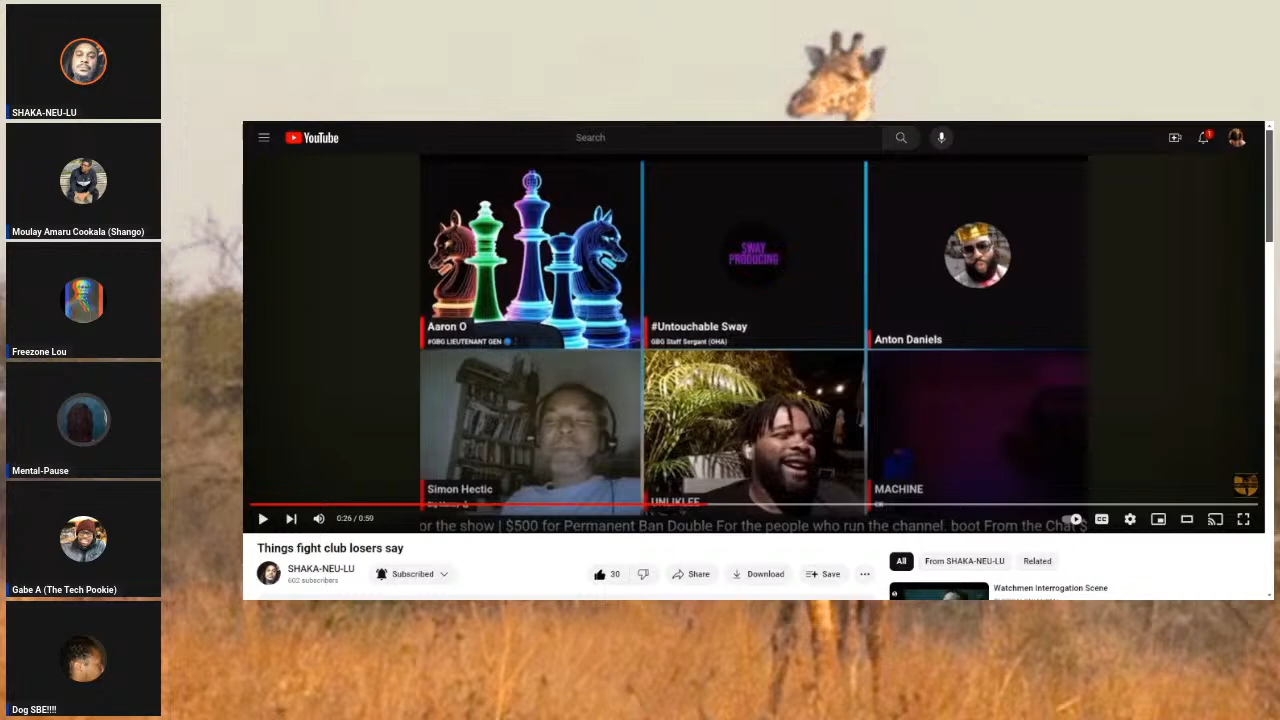 SHAKA-NEU-LU
Moulay Amaru Cookala (Shango)
Freezone Lou
Mental-Pause
Gabe A (The Tech Pookie)
Dog SBE!!!!
YouTube
Search
1
SWAY
PRODUCING
Aaron O
#GBG LIEUTENANT GEN
#Untouchable Sway
GBG Staff Sergant (OHA)
Anton Daniels
Simon Hectic
UNLIKLEE
MACHINE
0:26 / 0:59
or the show | $500 for Permanent Ban Double For the people who run the channel. boot From the Chat $
CC
Things fight club losers say
SHAKA-NEU-LU
602 subscribers
Subscribed
30
Share
Download
Save
All
From SHAKA-NEU-LU
Related
Watchmen Interrogation Scene